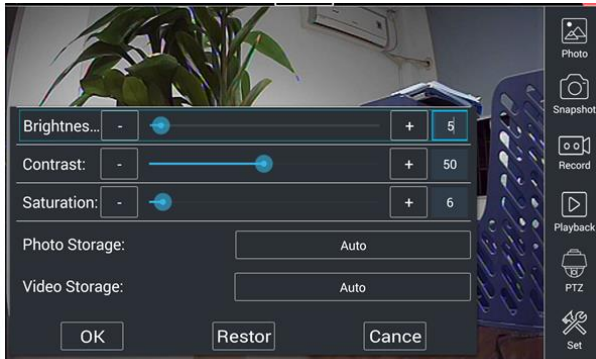 Photo
Snapshot
Record
Playback
PTZ
Set
Brightnes... - + 5
Contrast: - + 50
Saturation: - + 6
Photo Storage: Auto
Video Storage: Auto
OK Restor Cance